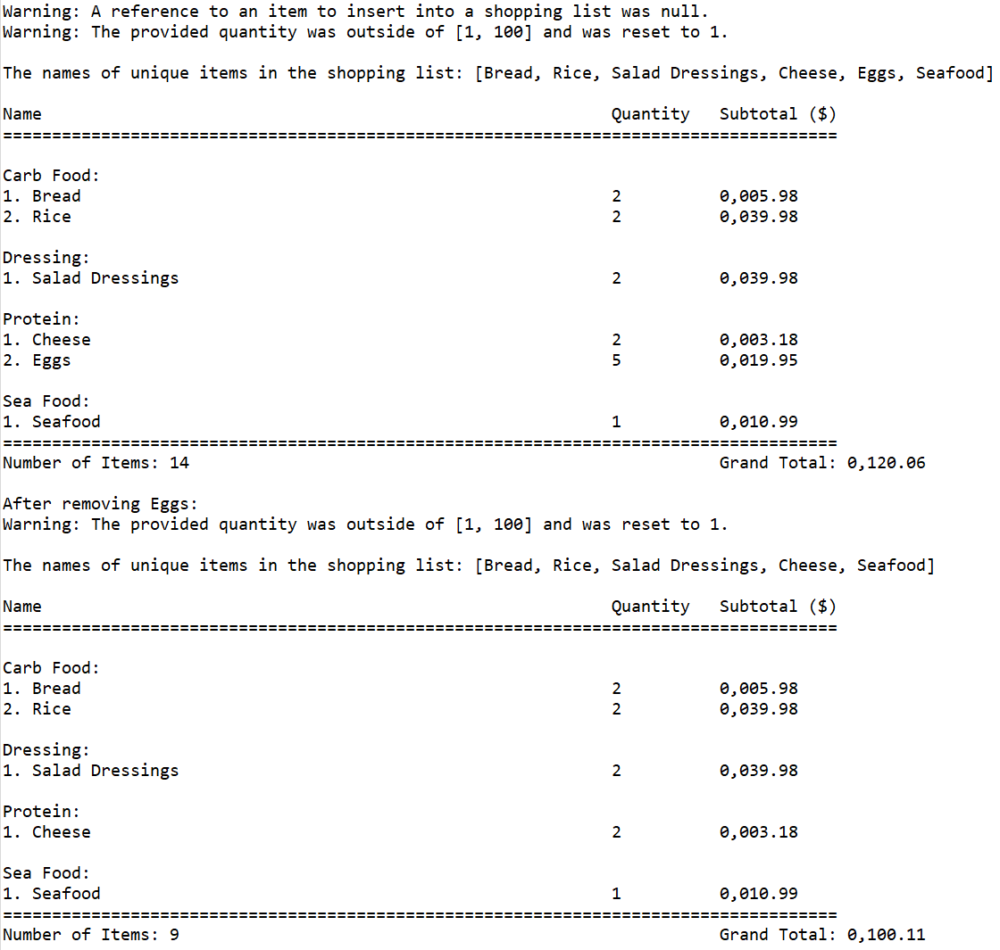 Warning: A reference to an item to insert into a shopping list was null.
Warning: The provided quantity was outside of [1, 100] and was reset to 1.

The names of unique items in the shopping list: [Bread, Rice, Salad Dressings, Cheese, Eggs, Seafood]

Name                                                          Quantity   Subtotal ($)
=====================================================================================

Carb Food:
1. Bread                                                      2          0,005.98
2. Rice                                                       2          0,039.98

Dressing:
1. Salad Dressings                                            2          0,039.98

Protein:
1. Cheese                                                     2          0,003.18
2. Eggs                                                       5          0,019.95

Sea Food:
1. Seafood                                                    1          0,010.99
=====================================================================================
Number of Items: 14                                                      Grand Total: 0,120.06

After removing Eggs:
Warning: The provided quantity was outside of [1, 100] and was reset to 1.

The names of unique items in the shopping list: [Bread, Rice, Salad Dressings, Cheese, Seafood]

Name                                                          Quantity   Subtotal ($)
=====================================================================================

Carb Food:
1. Bread                                                      2          0,005.98
2. Rice                                                       2          0,039.98

Dressing:
1. Salad Dressings                                            2          0,039.98

Protein:
1. Cheese                                                     2          0,003.18

Sea Food:
1. Seafood                                                    1          0,010.99
=====================================================================================
Number of Items: 9                                                       Grand Total: 0,100.11